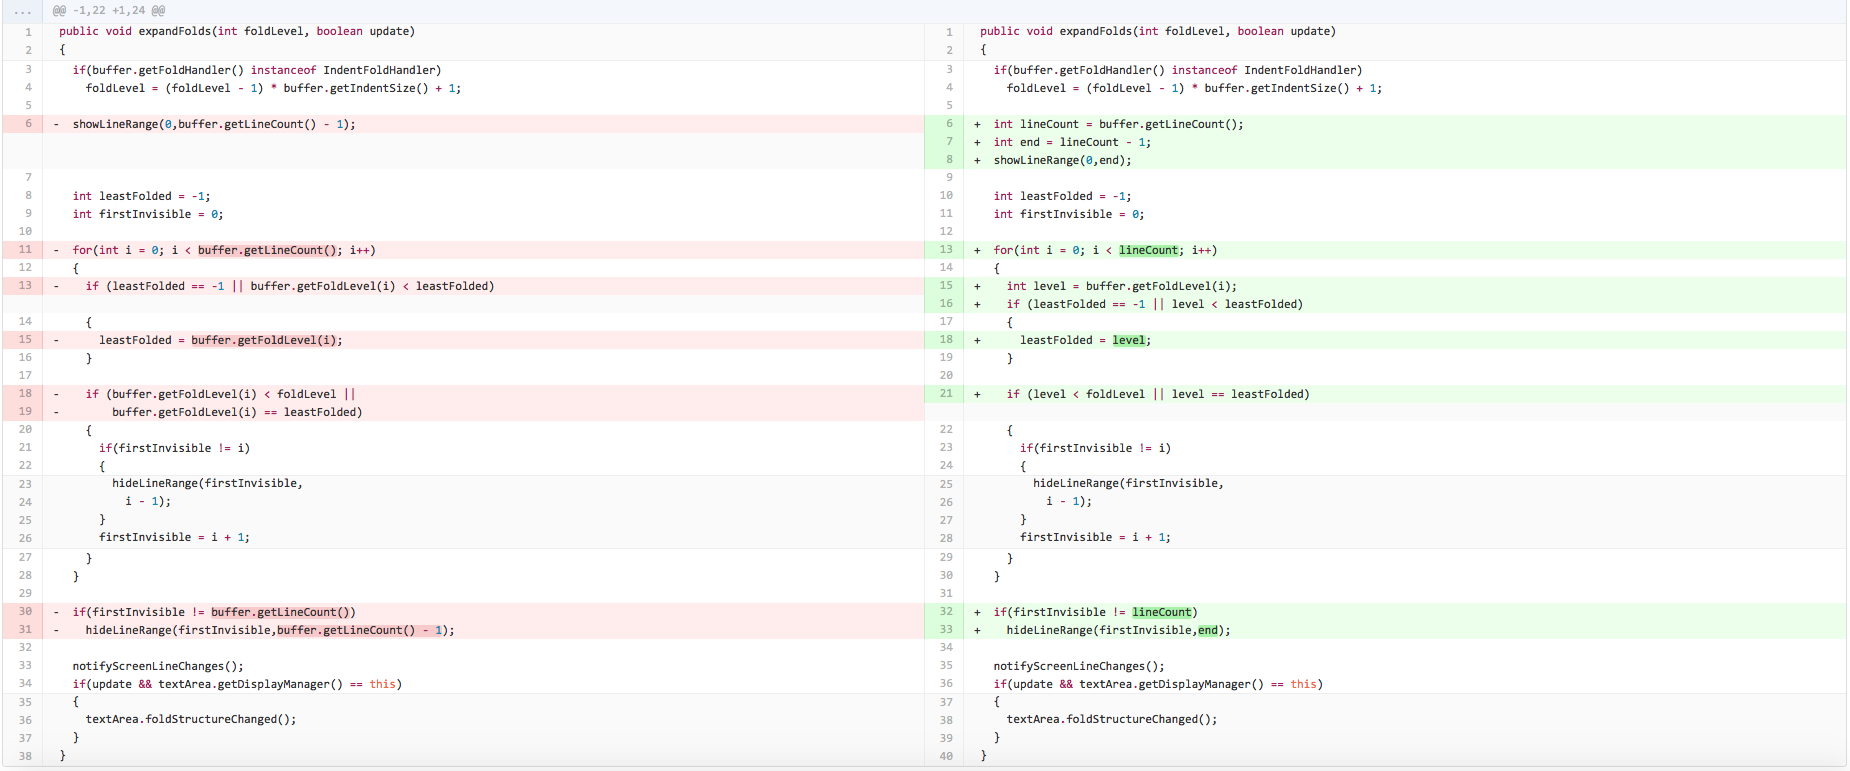 ... @@ -1,22 +1,24 @@
1 public void expandFolds(int foldLevel, boolean update)
2 {
3 if(buffer.getFoldHandler() instanceof IndentFoldHandler)
4 foldLevel = (foldLevel - 1) * buffer.getIndentSize() + 1;
5
6 - showLineRange(0,buffer.getLineCount() - 1);
7
8 int leastFolded = -1;
9 int firstInvisible = 0;
10
11 - for(int i = 0; i < buffer.getLineCount(); i++)
12 {
13 - if (leastFolded == -1 || buffer.getFoldLevel(i) < leastFolded)
14 {
15 - leastFolded = buffer.getFoldLevel(i);
16 }
17
18 - if (buffer.getFoldLevel(i) < foldLevel ||
19 - buffer.getFoldLevel(i) == leastFolded)
20 {
21 if(firstInvisible != i)
22 {
23 hideLineRange(firstInvisible,
24 i - 1);
25 }
26 firstInvisible = i + 1;
27 }
28 }
29
30 - if(firstInvisible != buffer.getLineCount())
31 - hideLineRange(firstInvisible,buffer.getLineCount() - 1);
32
33 notifyScreenLineChanges();
34 if(update && textArea.getDisplayManager() == this)
35 {
36 textArea.foldStructureChanged();
37 }
38 }
1 public void expandFolds(int foldLevel, boolean update)
2 {
3 if(buffer.getFoldHandler() instanceof IndentFoldHandler)
4 foldLevel = (foldLevel - 1) * buffer.getIndentSize() + 1;
5
6 + int lineCount = buffer.getLineCount();
7 + int end = lineCount - 1;
8 + showLineRange(0,end);
9
10 int leastFolded = -1;
11 int firstInvisible = 0;
12
13 + for(int i = 0; i < lineCount; i++)
14 {
15 + int level = buffer.getFoldLevel(i);
16 + if (leastFolded == -1 || level < leastFolded)
17 {
18 + leastFolded = level;
19 }
20
21 + if (level < foldLevel || level == leastFolded)
22 {
23 if(firstInvisible != i)
24 {
25 hideLineRange(firstInvisible,
26 i - 1);
27 }
28 firstInvisible = i + 1;
29 }
30 }
31
32 + if(firstInvisible != lineCount)
33 + hideLineRange(firstInvisible,end);
34
35 notifyScreenLineChanges();
36 if(update && textArea.getDisplayManager() == this)
37 {
38 textArea.foldStructureChanged();
39 }
40 }